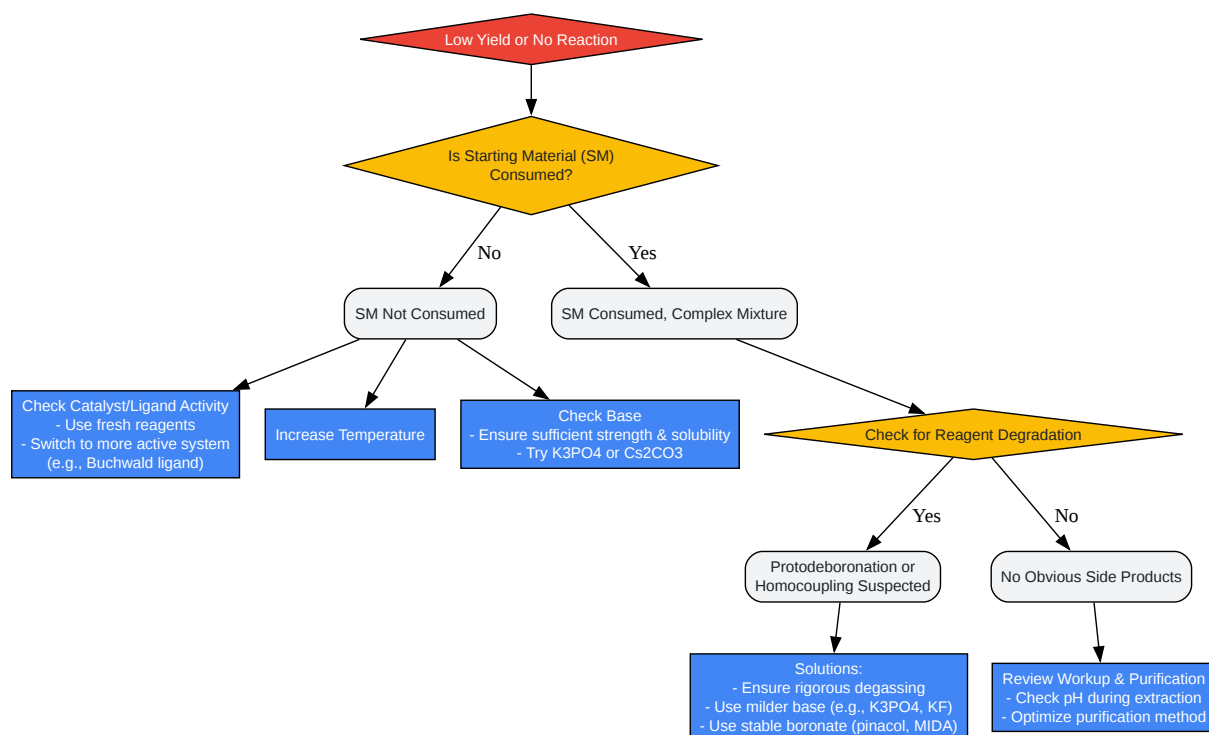 Low Yield or No Reaction
Is Starting Material (SM)
Consumed?
No
Yes
SM Not Consumed
SM Consumed, Complex Mixture
Check Catalyst/Ligand Activity
- Use fresh reagents
- Switch to more active system
(e.g., Buchwald ligand)
Increase Temperature
Check Base
- Ensure sufficient strength & solubility
- Try K3PO4 or Cs2CO3
Check for Reagent Degradation
Yes
No
Protodeboronation or
Homocoupling Suspected
No Obvious Side Products
Solutions:
- Ensure rigorous degassing
- Use milder base (e.g., K3PO4, KF)
- Use stable boronate (pinacol, MIDA)
Review Workup & Purification
- Check pH during extraction
- Optimize purification method